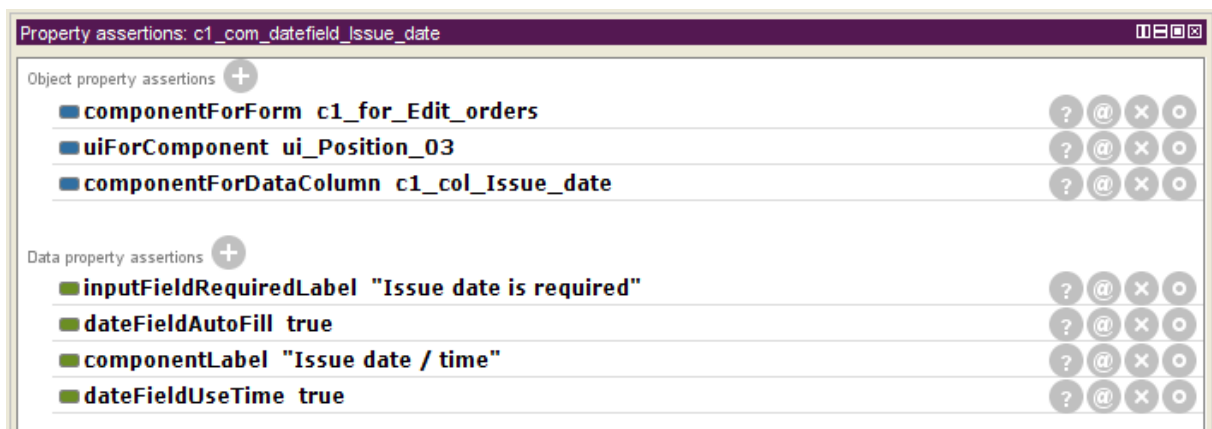 Property assertions: c1_com_datefield_Issue_date
Object property assertions
componentForForm c1_for_Edit_orders
uiForComponent ui_Position_03
componentForDataColumn c1_col_Issue_date
Data property assertions
inputFieldRequiredLabel "Issue date is required"
dateFieldAutoFill true
componentLabel "Issue date / time"
dateFieldUseTime true